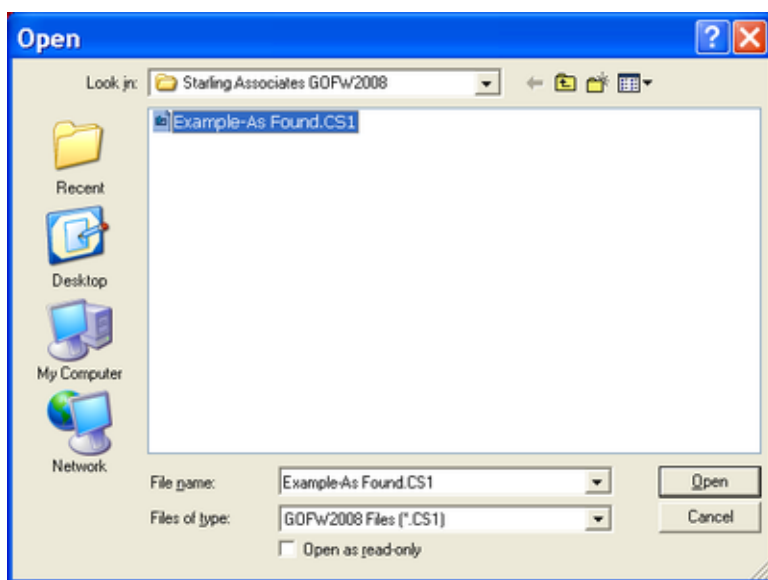 Open
Look in: Starling Associates GOFW2008
Example-As Found.CS1
Recent
Desktop
My Computer
Network
File name: Example-As Found.CS1 Open
Files of type: GOFW2008 Files (*.CS1) Cancel
Open as read-only